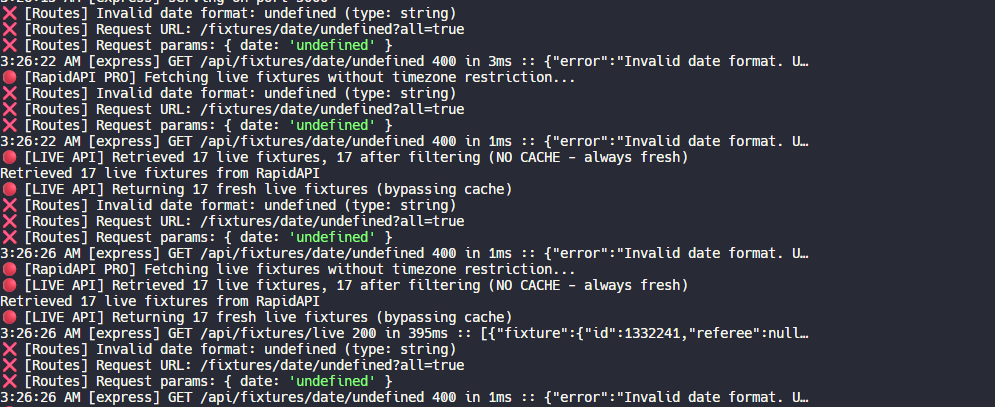 3:26:15 AM [express] serving on port 5000
❌ [Routes] Invalid date format: undefined (type: string)
❌ [Routes] Request URL: /fixtures/date/undefined?all=true
❌ [Routes] Request params: { date: 'undefined' }
3:26:22 AM [express] GET /api/fixtures/date/undefined 400 in 3ms :: {"error":"Invalid date format. U…
🔴 [RapidAPI PRO] Fetching live fixtures without timezone restriction...
❌ [Routes] Invalid date format: undefined (type: string)
❌ [Routes] Request URL: /fixtures/date/undefined?all=true
❌ [Routes] Request params: { date: 'undefined' }
3:26:22 AM [express] GET /api/fixtures/date/undefined 400 in 1ms :: {"error":"Invalid date format. U…
🔴 [LIVE API] Retrieved 17 live fixtures, 17 after filtering (NO CACHE - always fresh)
Retrieved 17 live fixtures from RapidAPI
🔴 [LIVE API] Returning 17 fresh live fixtures (bypassing cache)
❌ [Routes] Invalid date format: undefined (type: string)
❌ [Routes] Request URL: /fixtures/date/undefined?all=true
❌ [Routes] Request params: { date: 'undefined' }
3:26:26 AM [express] GET /api/fixtures/date/undefined 400 in 1ms :: {"error":"Invalid date format. U…
🔴 [RapidAPI PRO] Fetching live fixtures without timezone restriction...
🔴 [LIVE API] Retrieved 17 live fixtures, 17 after filtering (NO CACHE - always fresh)
Retrieved 17 live fixtures from RapidAPI
🔴 [LIVE API] Returning 17 fresh live fixtures (bypassing cache)
3:26:26 AM [express] GET /api/fixtures/live 200 in 395ms :: [{"fixture":{"id":1332241,"referee":null…
❌ [Routes] Invalid date format: undefined (type: string)
❌ [Routes] Request URL: /fixtures/date/undefined?all=true
❌ [Routes] Request params: { date: 'undefined' }
3:26:26 AM [express] GET /api/fixtures/date/undefined 400 in 1ms :: {"error":"Invalid date format. U…